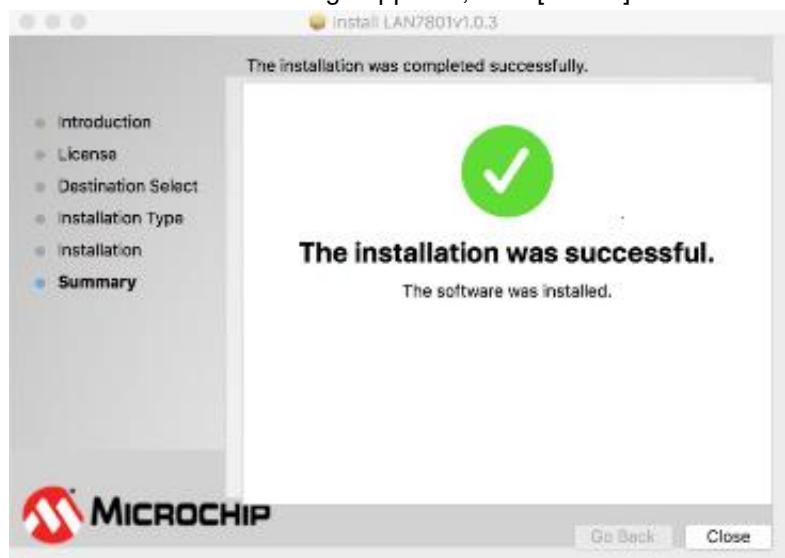 Install LAN7801v1.0.3
The installation was completed successfully.
Introduction
License
Destination Select
Installation Type
Installation
Summary
The installation was successful.
The software was installed.
MICROCHIP
Go Back
Close